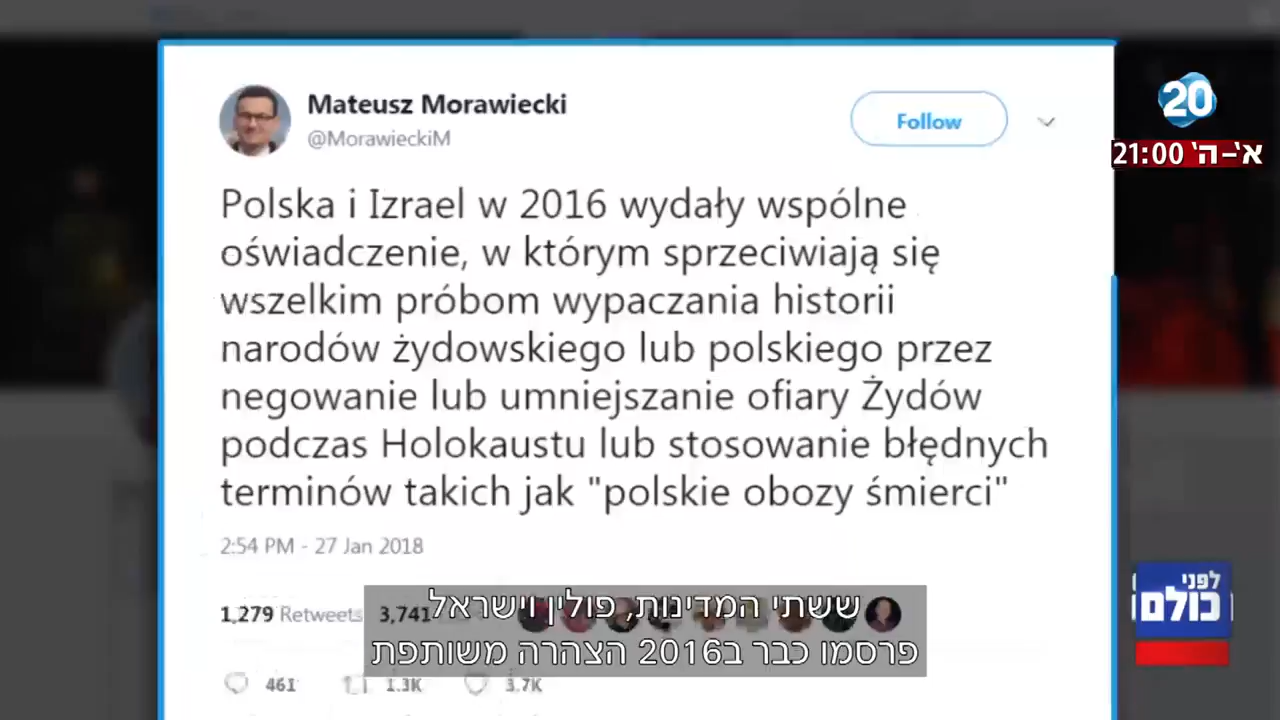 Mateusz Morawiecki
@MorawieckiM
Follow
20
א'-ה' 21:00
Polska i Izrael w 2016 wydały wspólne
oświadczenie, w którym sprzeciwiają się
wszelkim próbom wypaczania historii
narodów żydowskiego lub polskiego przez
negowanie lub umniejszanie ofiary Żydów
podczas Holokaustu lub stosowanie błędnych
terminów takich jak "polskie obozy śmierci"
2:54 PM - 27 Jan 2018
1,279 Retweets 3,741
ששתי המדינות, פולין וישראל
פרסמו כבר ב2016 הצהרה משותפת
461 1.3K 3.7K
לפני
כולם